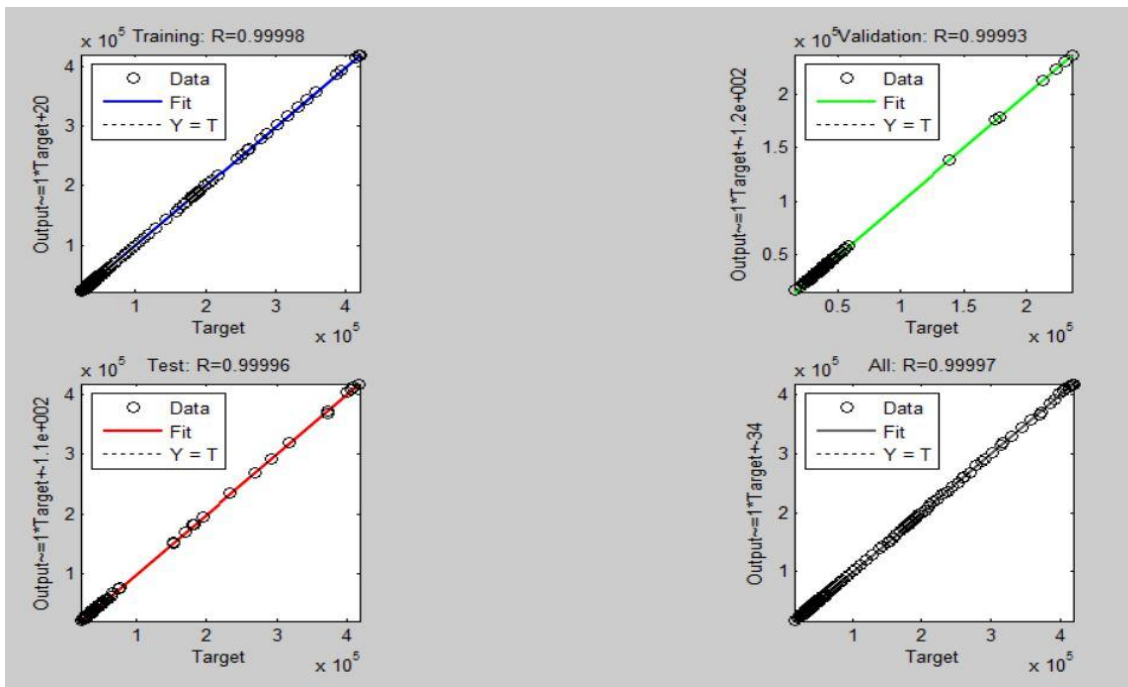 x 10^5 Training: R=0.99998
Output~=1*Target+20
4
3
2
1
Data
Fit
Y = T
1 2 3 4
Target
x 10^5
x 10^5 Validation: R=0.99993
Output~=1*Target+-1.2e+002
2
1.5
1
0.5
Data
Fit
Y = T
0.5 1 1.5 2
Target
x 10^5
x 10^5 Test: R=0.99996
Output~=1*Target+-1.1e+002
4
3
2
1
Data
Fit
Y = T
1 2 3 4
Target
x 10^5
x 10^5 All: R=0.99997
Output~=1*Target+-34
4
3
2
1
Data
Fit
Y = T
1 2 3 4
Target
x 10^5